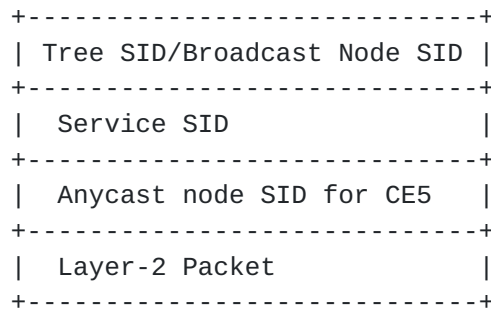 Tree SID/Broadcast Node SID
Service SID
Anycast node SID for CE5
Layer-2 Packet